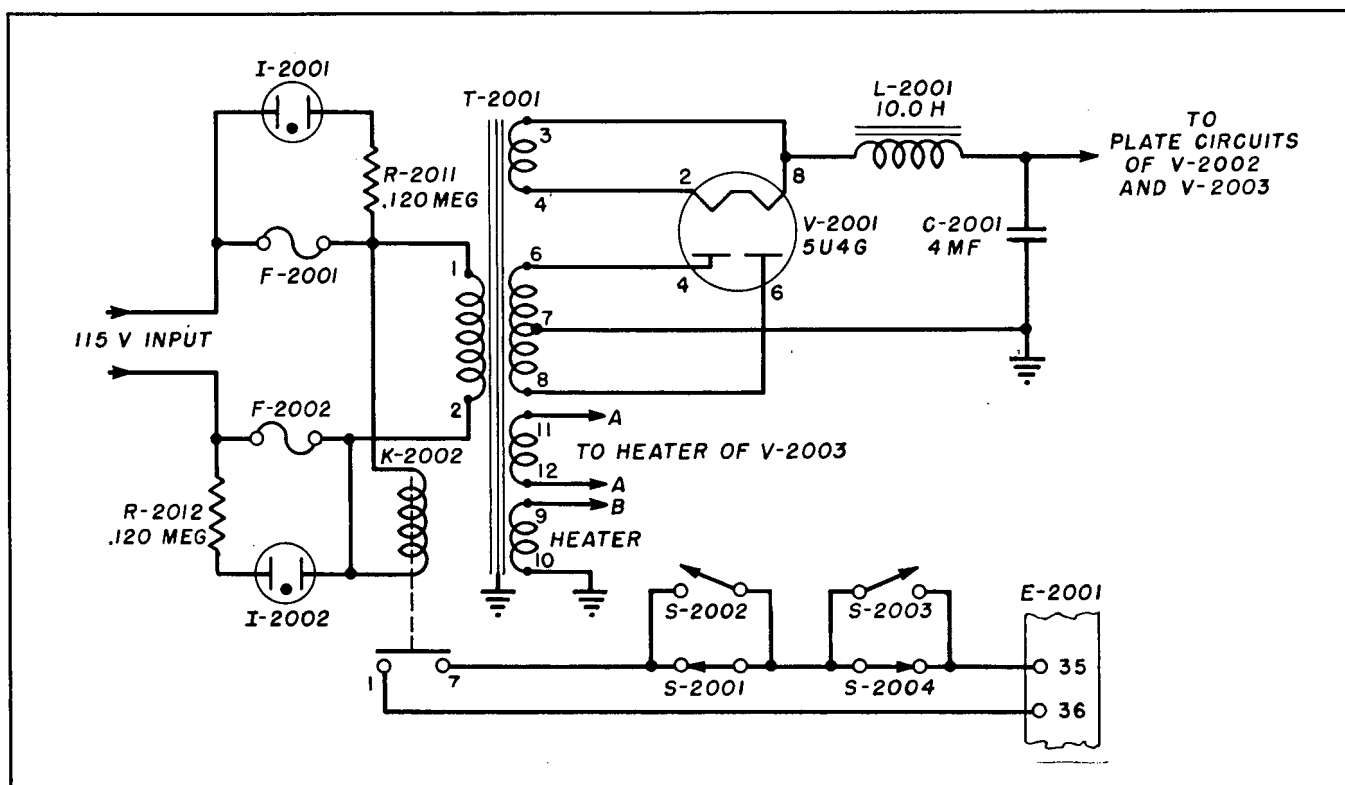 I-2001
T-2001
L-2001
10.0 H
TO
PLATE CIRCUITS
OF V-2002
AND V-2003
3
R-2011
.120 MEG
4
2
8
V-2001
5U4G
C-2001
4 MF
F-2001
1
6
4
6
7
115 V INPUT
8
2
F-2002
11
A
TO HEATER OF V-2003
K-2002
12
A
9
B
R-2012
.120 MEG
HEATER
10
I-2002
S-2002
S-2003
E-2001
1
7
S-2001
S-2004
35
36